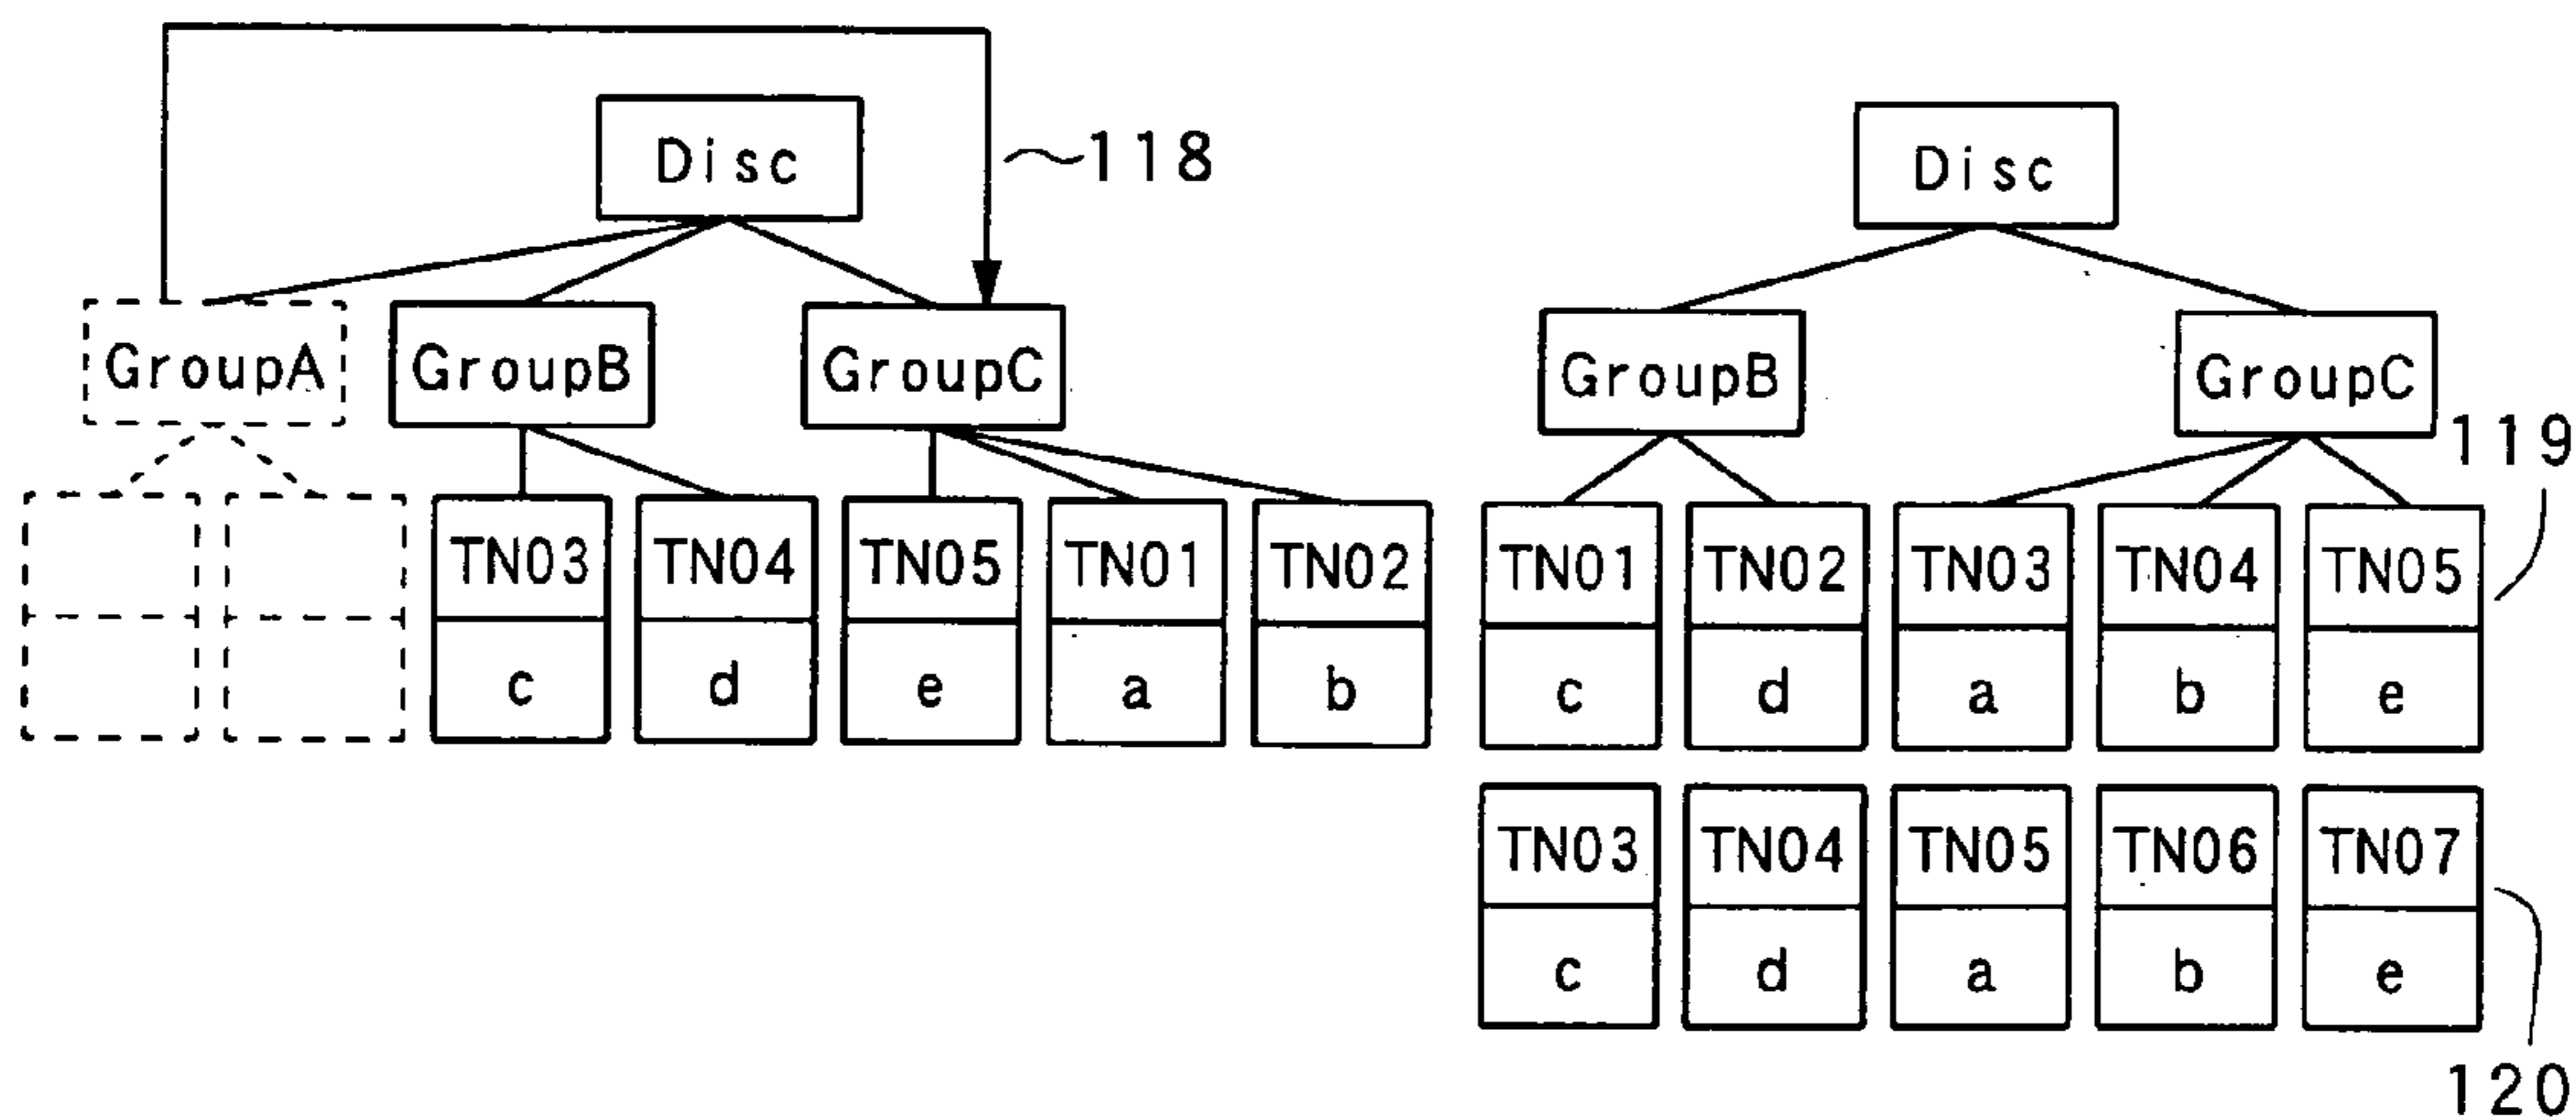 Disc 118 Disc
GroupA GroupB GroupC GroupB GroupC
119
TN03 TN04 TN05 TN01 TN02 TN01 TN02 TN03 TN04 TN05
c d e a b c d a b e
TN03 TN04 TN05 TN06 TN07
c d a b e
120